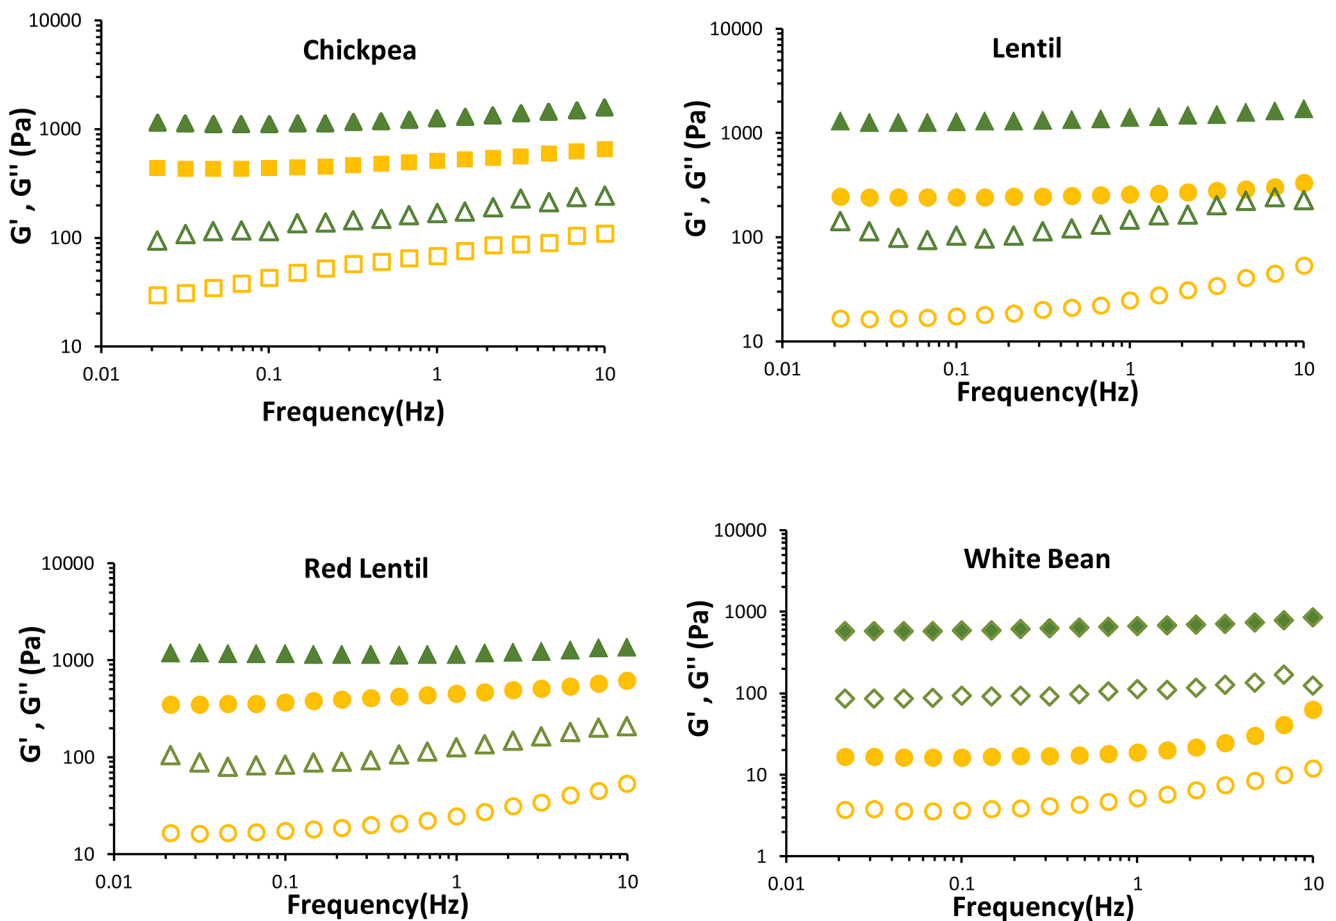 Chickpea
G' , G'' (Pa)
10000
1000
100
10
0.01
0.1
1
10
Frequency(Hz)
Lentil
G' , G'' (Pa)
10000
1000
100
10
0.01
0.1
1
10
Frequency(Hz)
Red Lentil
G' , G'' (Pa)
10000
1000
100
10
0.01
0.1
1
10
Frequency(Hz)
White Bean
G' , G'' (Pa)
10000
1000
100
10
1
0.01
0.1
1
10
Frequency(Hz)